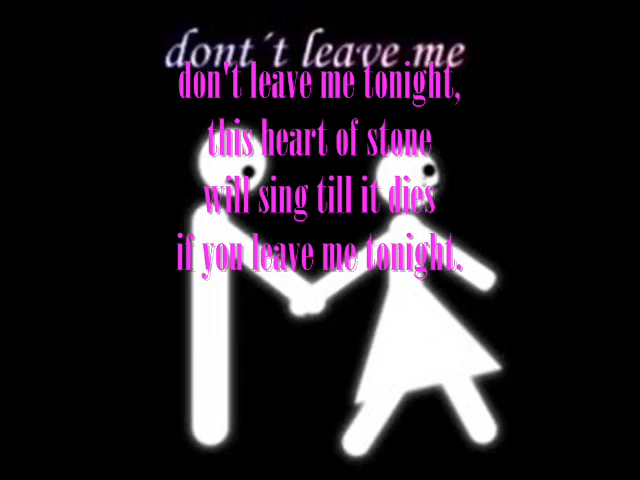 dont´t leave.me
don't leave me tonight,
this heart of stone
will sing till it dies
if you leave me tonight.